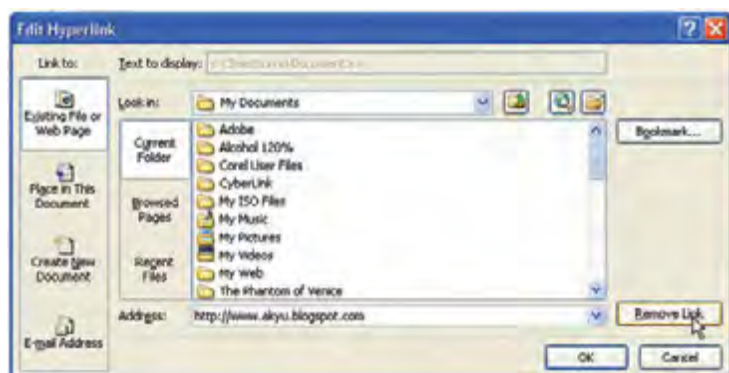 Edit Hyperlink
Link to:
Text to display: <<Selection in Document>>
Existing File or
Web Page
Place in This
Document
Create New
Document
E-mail Address
Look in:
My Documents
Current
Folder
Browsed
Pages
Recent
Files
Adobe
Alcohol 120%
Corel User Files
CyberLink
My ISO Files
My Music
My Pictures
My Videos
My Web
The Phantom of Venice
Address: http://www.akyu.blogspot.com
Bookmark...
Remove Link
OK
Cancel